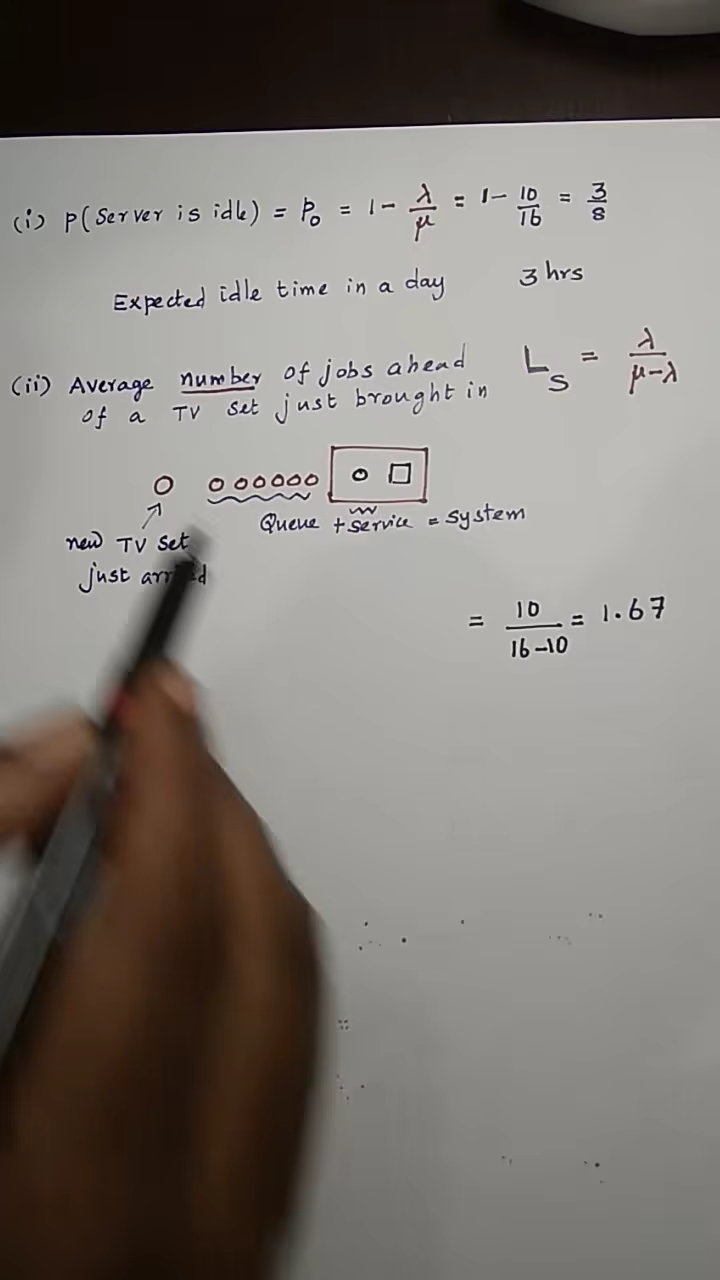 (i) P(Server is idle) = P₀ = 1 - λ/μ = 1 - 10/16 = 3/8
Expected idle time in a day 3 hrs
(ii) Average number of jobs ahead
of a TV Set just brought in
L_S = λ/(μ-λ)
Queue + Service = System
new TV Set
just
= 10/(16-10) = 1.67